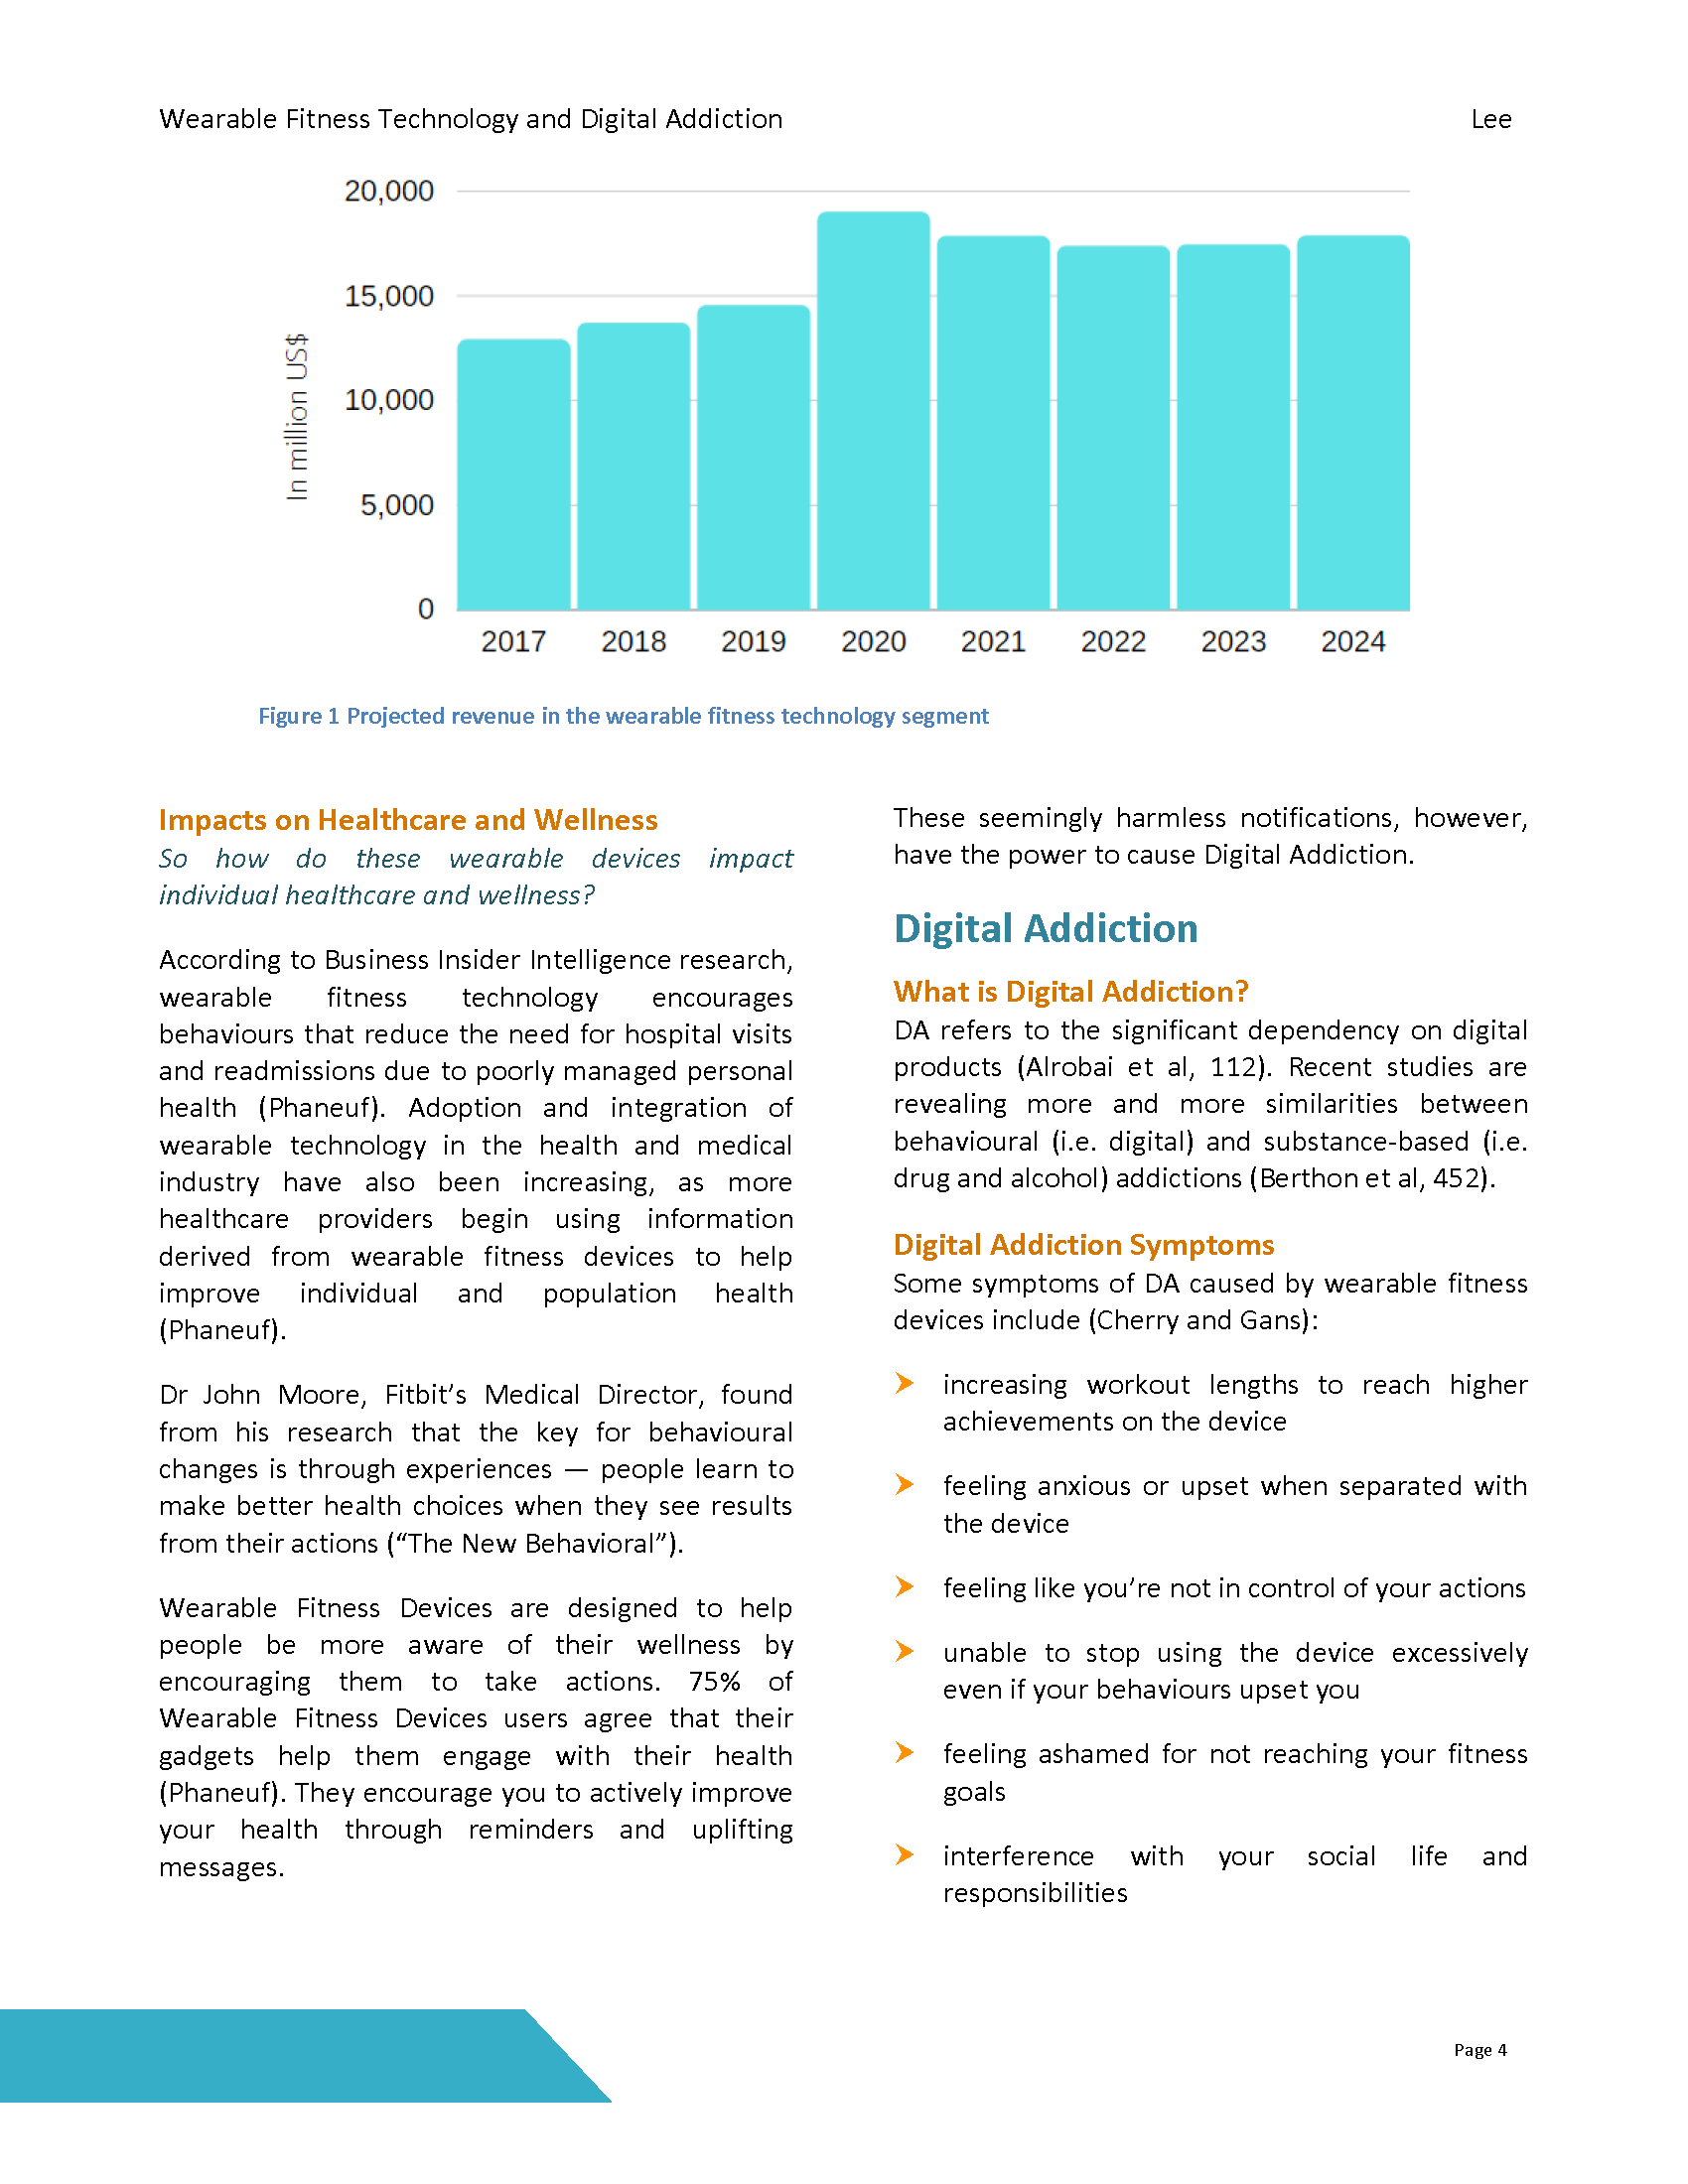 Wearable Fitness Technology and Digital Addiction Lee
20,000
15,000
10,000
5,000
0
In million US$
2017 2018 2019 2020 2021 2022 2023 2024
Figure 1 Projected revenue in the wearable fitness technology segment
Impacts on Healthcare and Wellness
So how do these wearable devices impact
individual healthcare and wellness?
According to Business Insider Intelligence research,
wearable fitness technology encourages
behaviours that reduce the need for hospital visits
and readmissions due to poorly managed personal
health (Phaneuf). Adoption and integration of
wearable technology in the health and medical
industry have also been increasing, as more
healthcare providers begin using information
derived from wearable fitness devices to help
improve individual and population health
(Phaneuf).
Dr John Moore, Fitbit’s Medical Director, found
from his research that the key for behavioural
changes is through experiences — people learn to
make better health choices when they see results
from their actions (“The New Behavioral”).
Wearable Fitness Devices are designed to help
people be more aware of their wellness by
encouraging them to take actions. 75% of
Wearable Fitness Devices users agree that their
gadgets help them engage with their health
(Phaneuf). They encourage you to actively improve
your health through reminders and uplifting
messages.
These seemingly harmless notifications, however,
have the power to cause Digital Addiction.
Digital Addiction
What is Digital Addiction?
DA refers to the significant dependency on digital
products (Alrobai et al, 112). Recent studies are
revealing more and more similarities between
behavioural (i.e. digital) and substance-based (i.e.
drug and alcohol) addictions (Berthon et al, 452).
Digital Addiction Symptoms
Some symptoms of DA caused by wearable fitness
devices include (Cherry and Gans):
➤ increasing workout lengths to reach higher
achievements on the device
➤ feeling anxious or upset when separated with
the device
➤ feeling like you’re not in control of your actions
➤ unable to stop using the device excessively
even if your behaviours upset you
➤ feeling ashamed for not reaching your fitness
goals
➤ interference with your social life and
responsibilities
Page 4